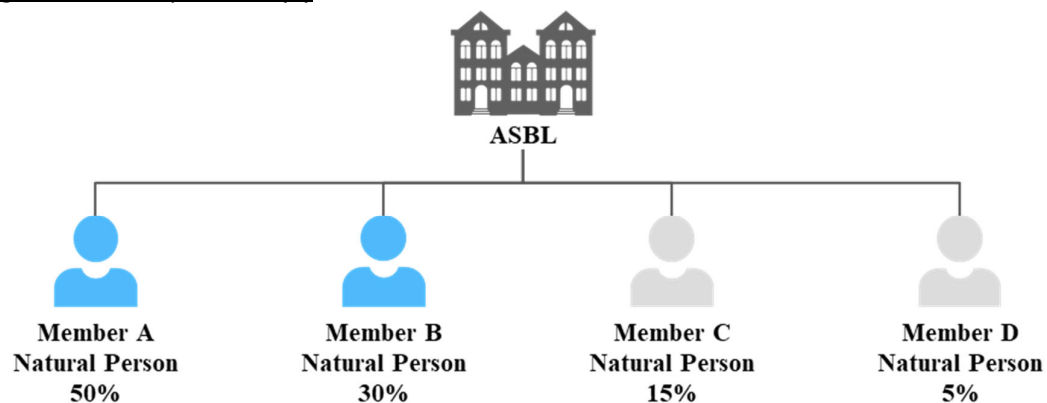 ASBL
Member A
Natural Person
50%
Member B
Natural Person
30%
Member C
Natural Person
15%
Member D
Natural Person
5%